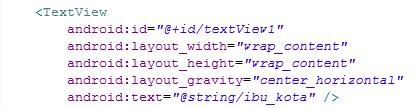 <TextView
android:id="@+id/textView1"
android:layout_width="wrap_content"
android:layout_height="wrap_content"
android:layout_gravity="center_horizontal"
android:text="@string/ibu_kota" />